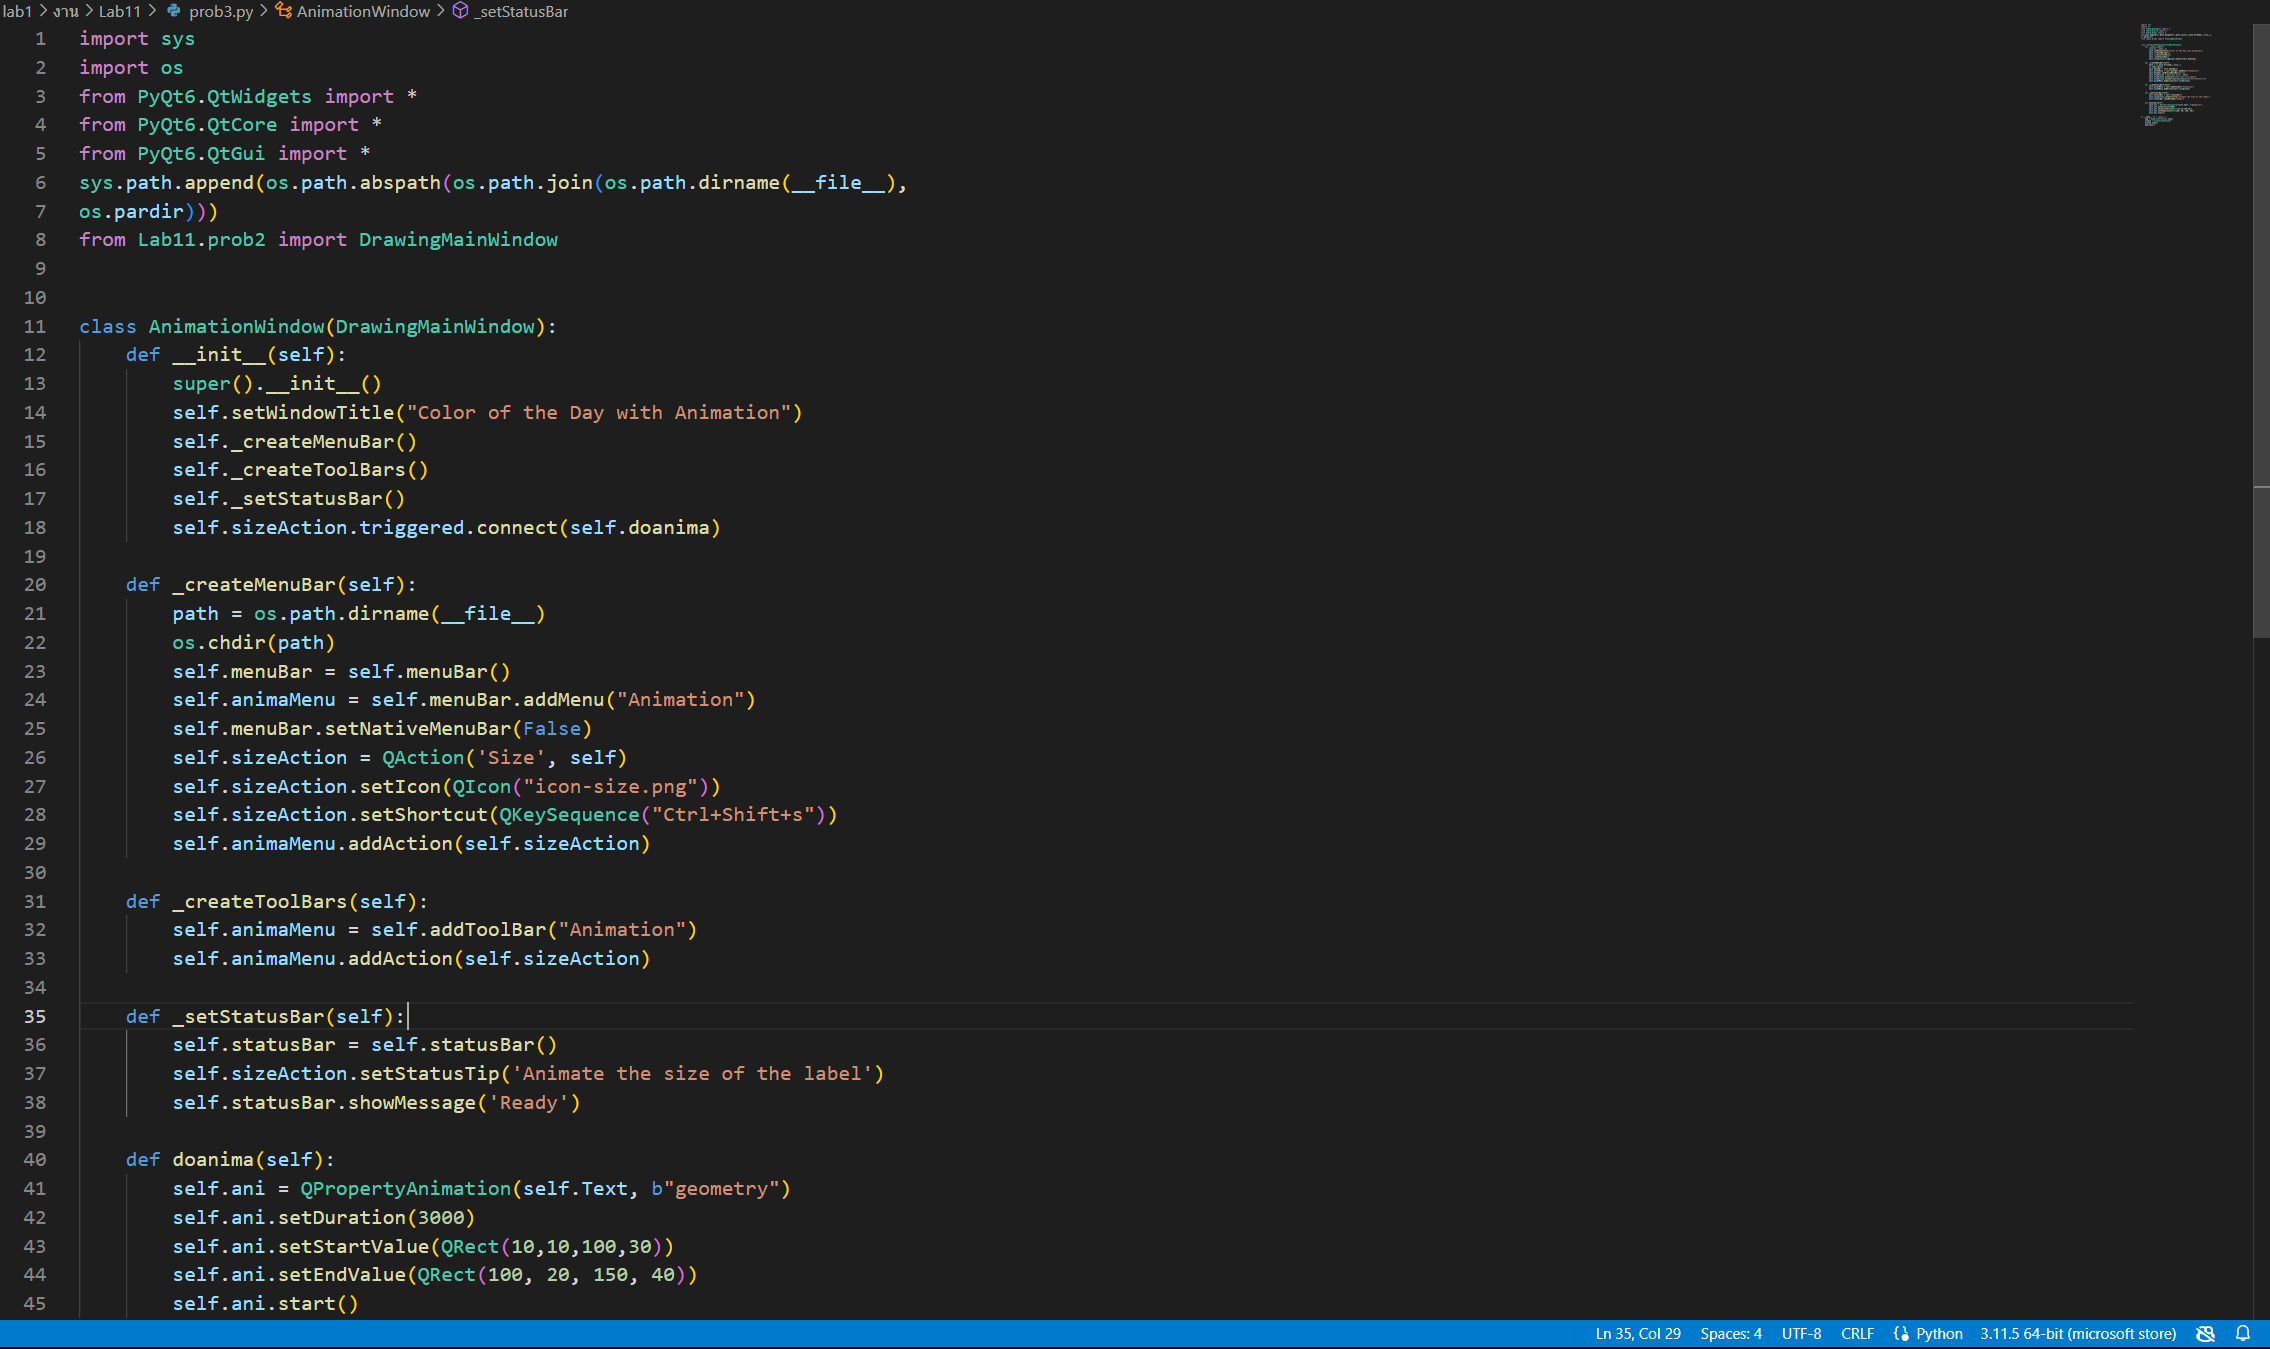 lab1 > งาน > Lab11 > prob3.py > AnimationWindow > _setStatusBar
1 import sys
2 import os
3 from PyQt6.QtWidgets import *
4 from PyQt6.QtCore import *
5 from PyQt6.QtGui import *
6 sys.path.append(os.path.abspath(os.path.join(os.path.dirname(__file__),
7 os.pardir)))
8 from Lab11.prob2 import DrawingMainWindow
9
10
11 class AnimationWindow(DrawingMainWindow):
12     def __init__(self):
13         super().__init__()
14         self.setWindowTitle("Color of the Day with Animation")
15         self._createMenuBar()
16         self._createToolBars()
17         self._setStatusBar()
18         self.sizeAction.triggered.connect(self.doanima)
19
20     def _createMenuBar(self):
21         path = os.path.dirname(__file__)
22         os.chdir(path)
23         self.menuBar = self.menuBar()
24         self.animaMenu = self.menuBar.addMenu("Animation")
25         self.menuBar.setNativeMenuBar(False)
26         self.sizeAction = QAction('Size', self)
27         self.sizeAction.setIcon(QIcon("icon-size.png"))
28         self.sizeAction.setShortcut(QKeySequence("Ctrl+Shift+s"))
29         self.animaMenu.addAction(self.sizeAction)
30
31     def _createToolBars(self):
32         self.animaMenu = self.addToolBar("Animation")
33         self.animaMenu.addAction(self.sizeAction)
34
35     def _setStatusBar(self):
36         self.statusBar = self.statusBar()
37         self.sizeAction.setStatusTip('Animate the size of the label')
38         self.statusBar.showMessage('Ready')
39
40     def doanima(self):
41         self.ani = QPropertyAnimation(self.Text, b"geometry")
42         self.ani.setDuration(3000)
43         self.ani.setStartValue(QRect(10,10,100,30))
44         self.ani.setEndValue(QRect(100, 20, 150, 40))
45         self.ani.start()
Ln 35, Col 29 Spaces: 4 UTF-8 CRLF Python 3.11.5 64-bit (microsoft store)